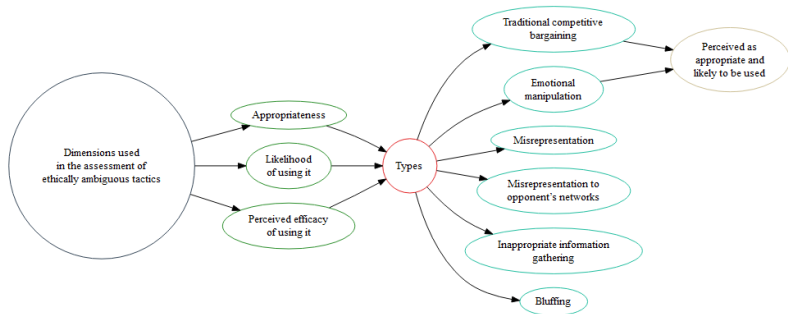 Dimensions used
in the assessment of
ethically ambiguous tactics
Appropriateness
Likelihood
of using it
Perceived efficacy
of using it
Types
Traditional competitive
bargaining
Emotional
manipulation
Misrepresentation
Misrepresentation to
opponent's networks
Inappropriate information
gathering
Bluffing
Perceived as
appropriate and
likely to be used